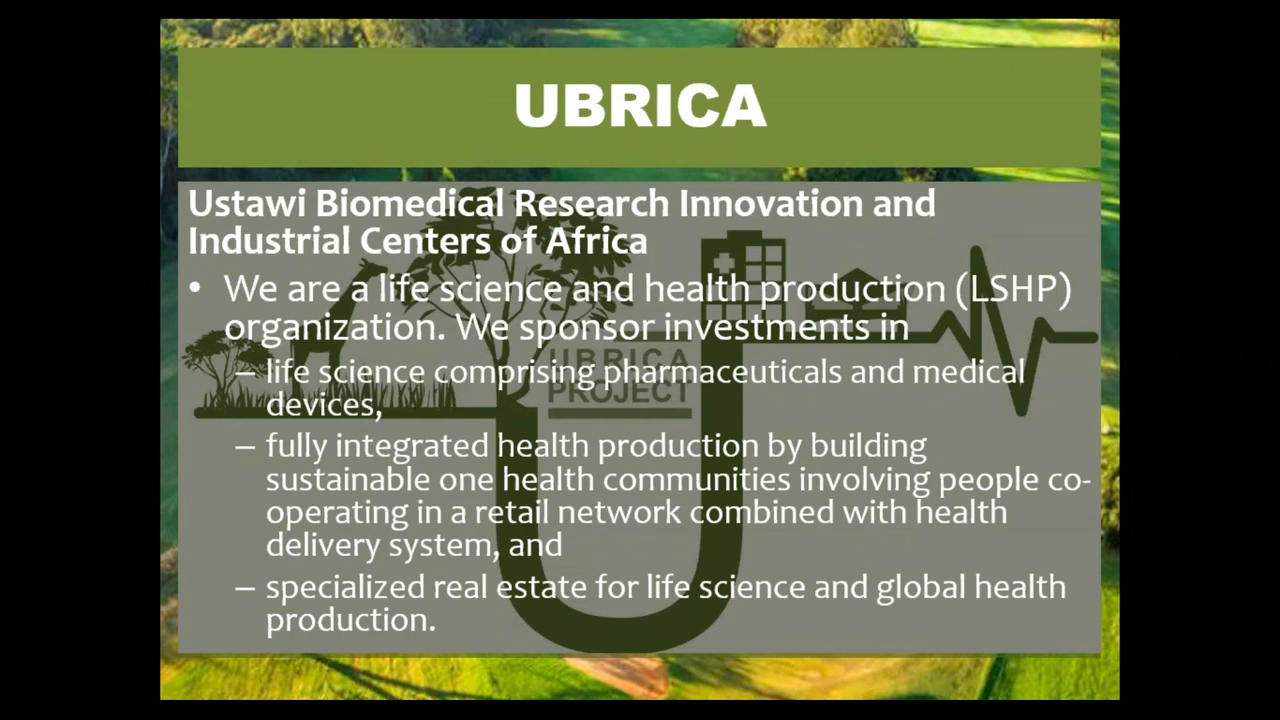 UBRICA
Ustawi Biomedical Research Innovation and
Industrial Centers of Africa
• We are a life science and health production (LSHP)
organization. We sponsor investments in
– life science comprising pharmaceuticals and medical
devices,
– fully integrated health production by building
sustainable one health communities involving people co-
operating in a retail network combined with health
delivery system, and
– specialized real estate for life science and global health
production.
UBRICA
PROJECT